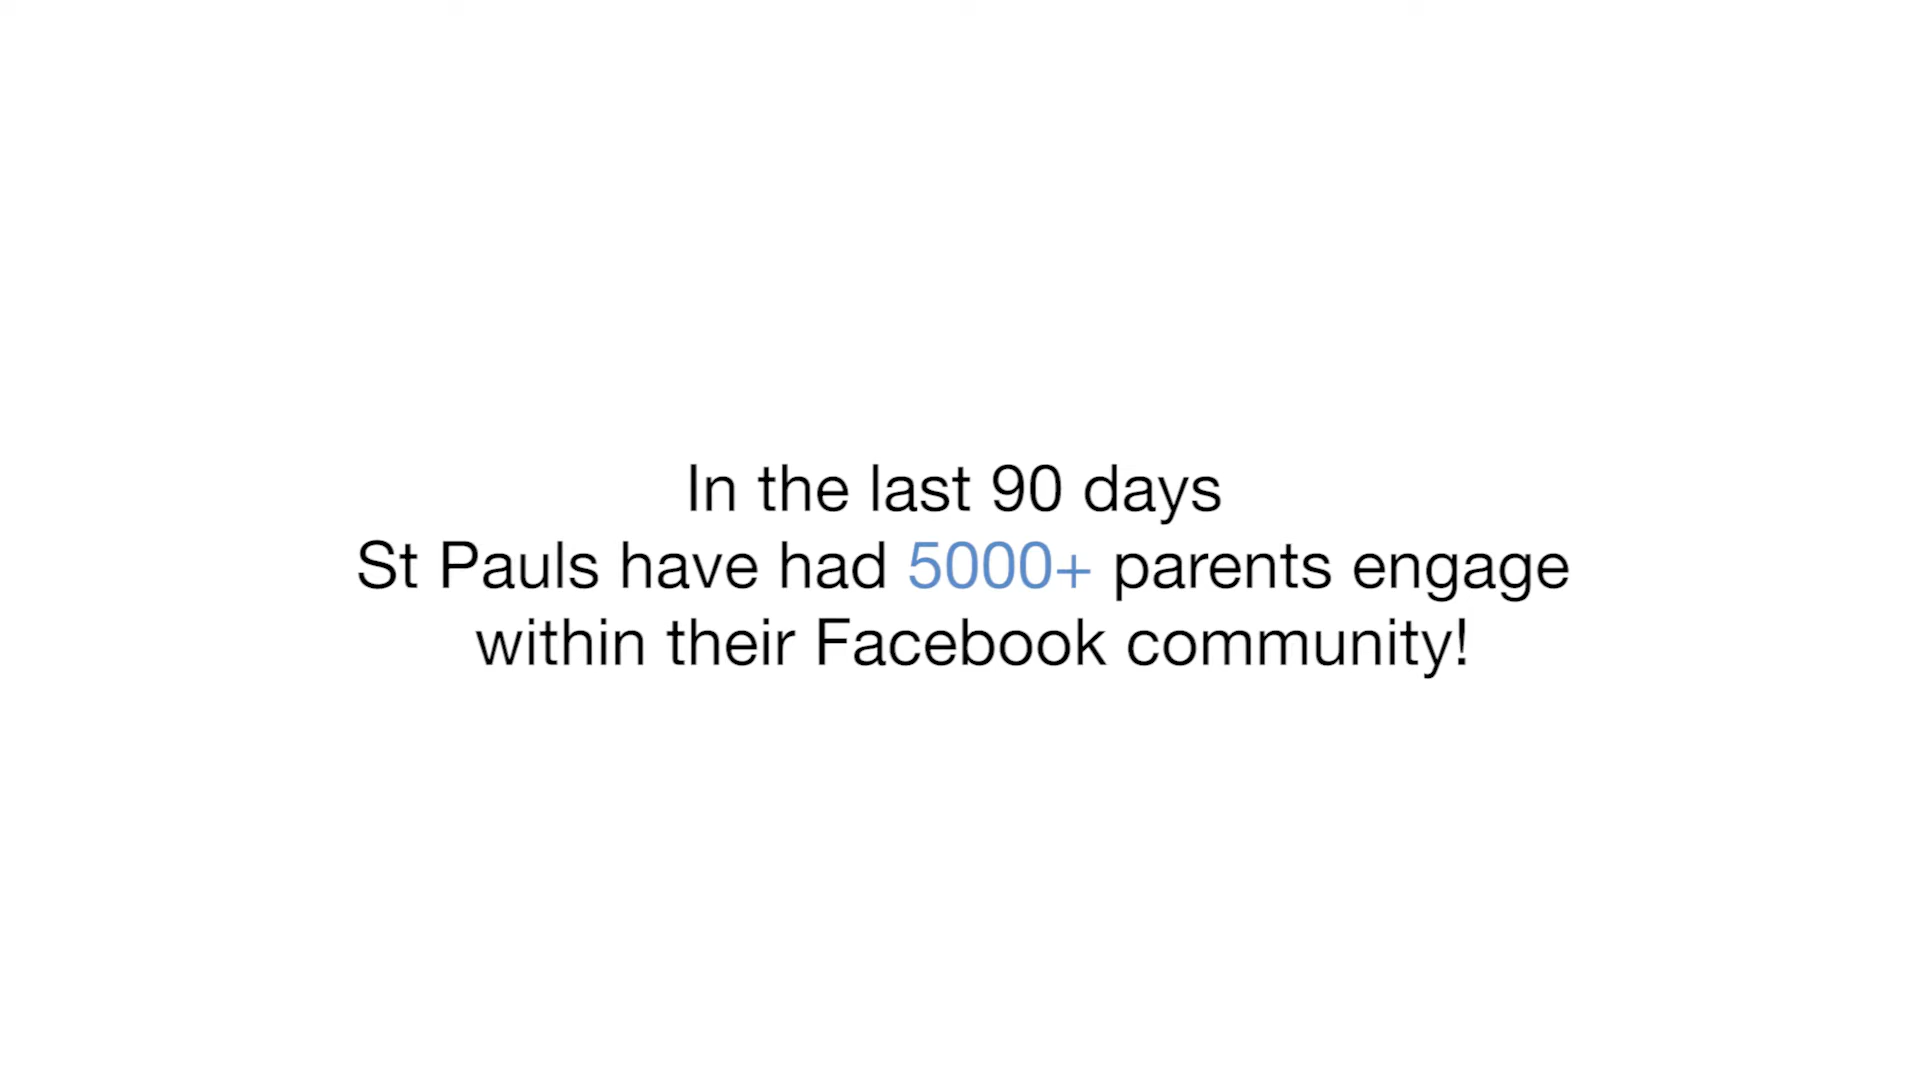 In the last 90 days
St Pauls have had 5000+ parents engage
within their Facebook community!